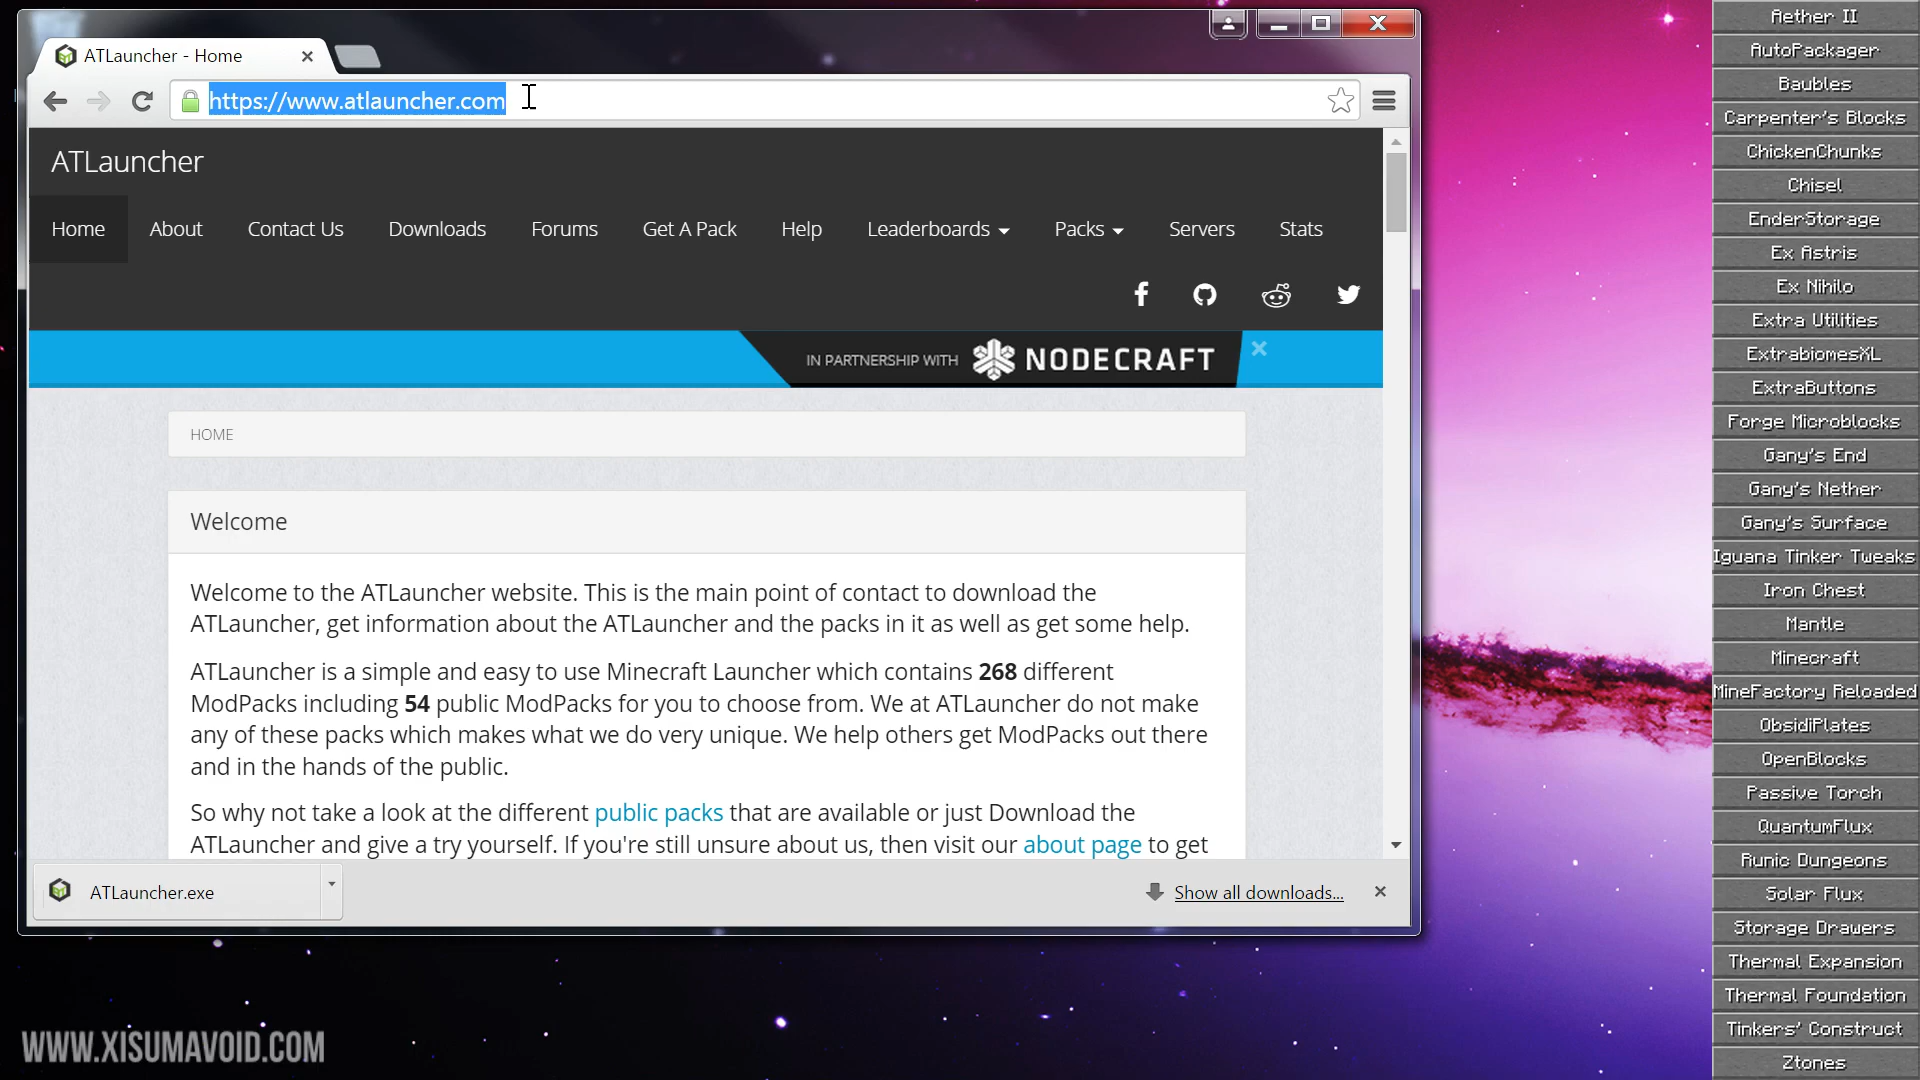 ATLauncher - Home
https://www.atlauncher.com
ATLauncher
Home About Contact Us Downloads Forums Get A Pack Help Leaderboards Packs Servers Stats
IN PARTNERSHIP WITH NODECRAFT
HOME
Welcome
Welcome to the ATLauncher website. This is the main point of contact to download the
ATLauncher, get information about the ATLauncher and the packs in it as well as get some help.
ATLauncher is a simple and easy to use Minecraft Launcher which contains 268 different
ModPacks including 54 public ModPacks for you to choose from. We at ATLauncher do not make
any of these packs which makes what we do very unique. We help others get ModPacks out there
and in the hands of the public.
So why not take a look at the different public packs that are available or just Download the
ATLauncher and give a try yourself. If you're still unsure about us, then visit our about page to get
ATLauncher.exe
Show all downloads...
WWW.XISUMAVOID.COM
Aether II
AutoPackager
Baubles
Carpenter's Blocks
ChickenChunks
Chisel
EnderStorage
Ex Astris
Ex Nihilo
Extra Utilities
ExtrabiomesXL
ExtraButtons
Forge Microblocks
Gany's End
Gany's Nether
Gany's Surface
Iguana Tinker Tweaks
Iron Chest
Mantle
Minecraft
MineFactory Reloaded
ObsidiPlates
OpenBlocks
Passive Torch
QuantumFlux
Runic Dungeons
Solar Flux
Storage Drawers
Thermal Expansion
Thermal Foundation
Tinkers' Construct
Ztones